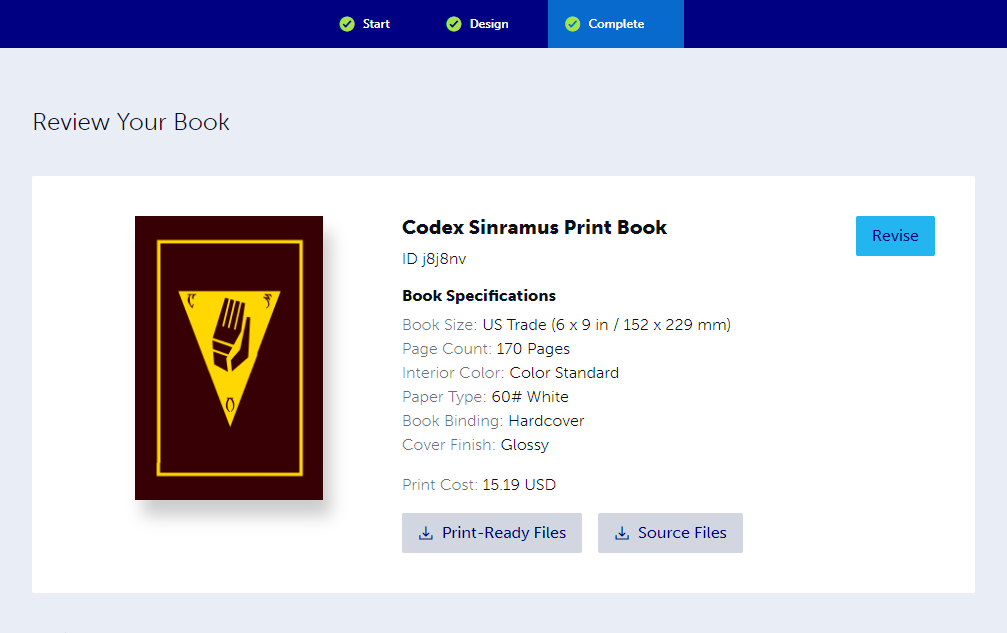 Start Design Complete
Review Your Book
Codex Sinramus Print Book
Revise
ID j8j8nv
Book Specifications
Book Size: US Trade (6 x 9 in / 152 x 229 mm)
Page Count: 170 Pages
Interior Color: Color Standard
Paper Type: 60# White
Book Binding: Hardcover
Cover Finish: Glossy
Print Cost: 15.19 USD
Print-Ready Files Source Files